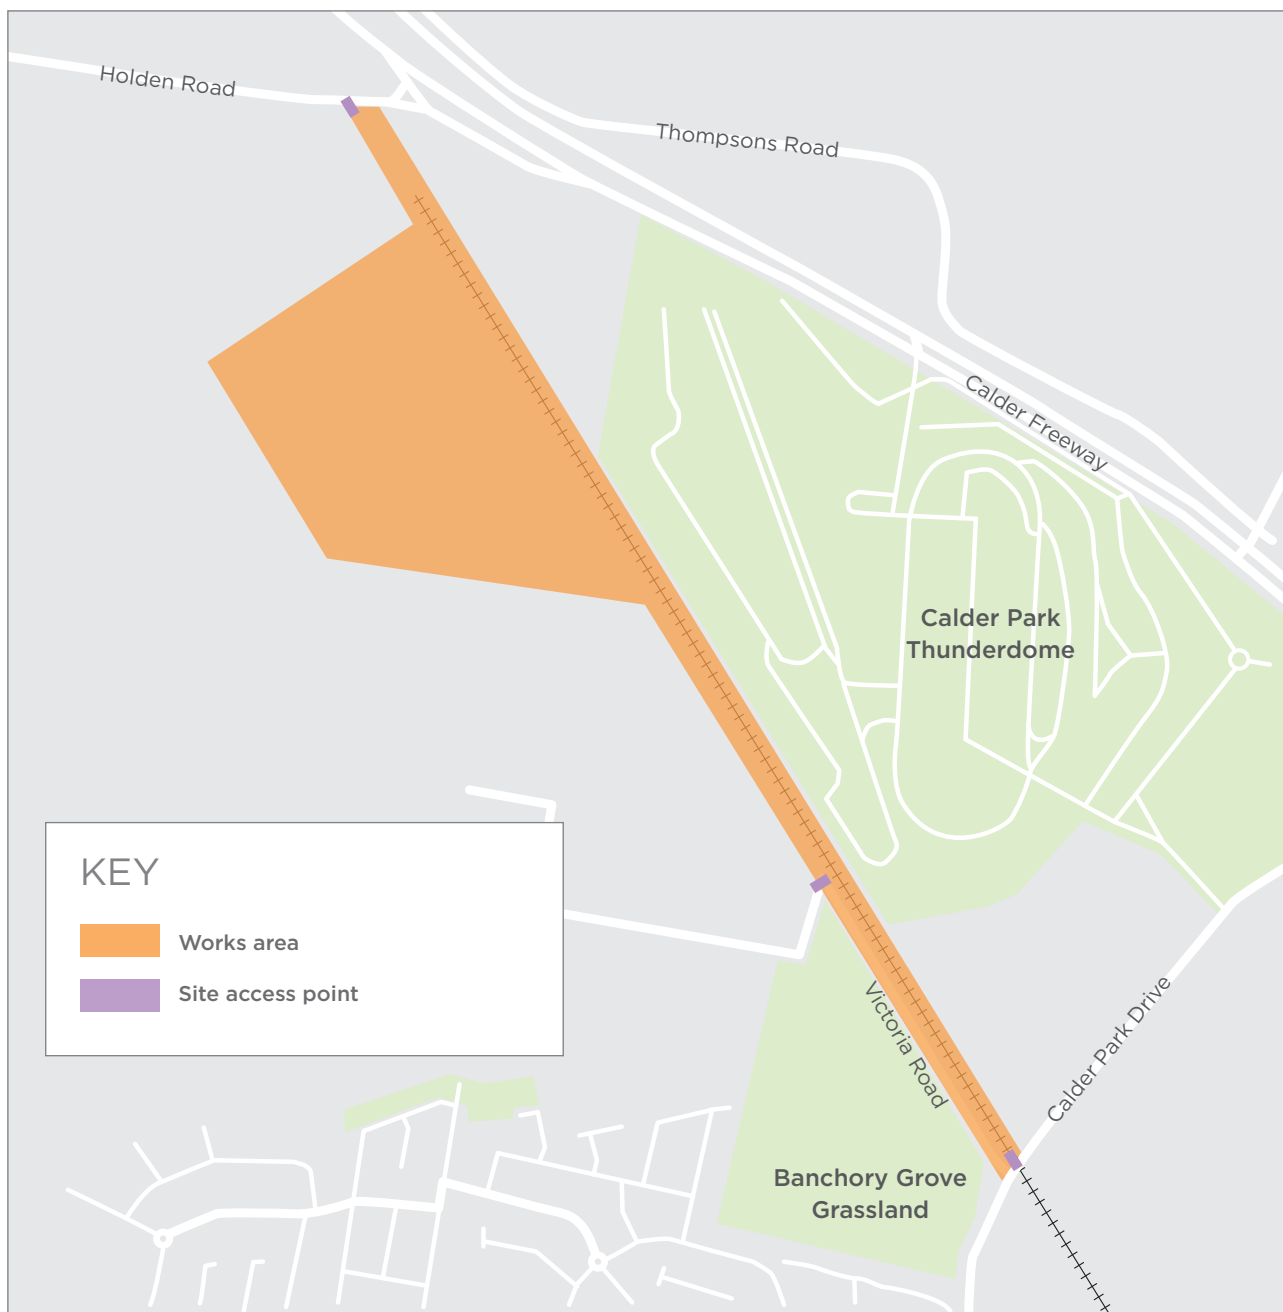 Holden Road
Thompsons Road
Calder Freeway
Calder Park
Thunderdome
KEY
Works area
Site access point
Victoria Road
Calder Park Drive
Banchory Grove
Grassland